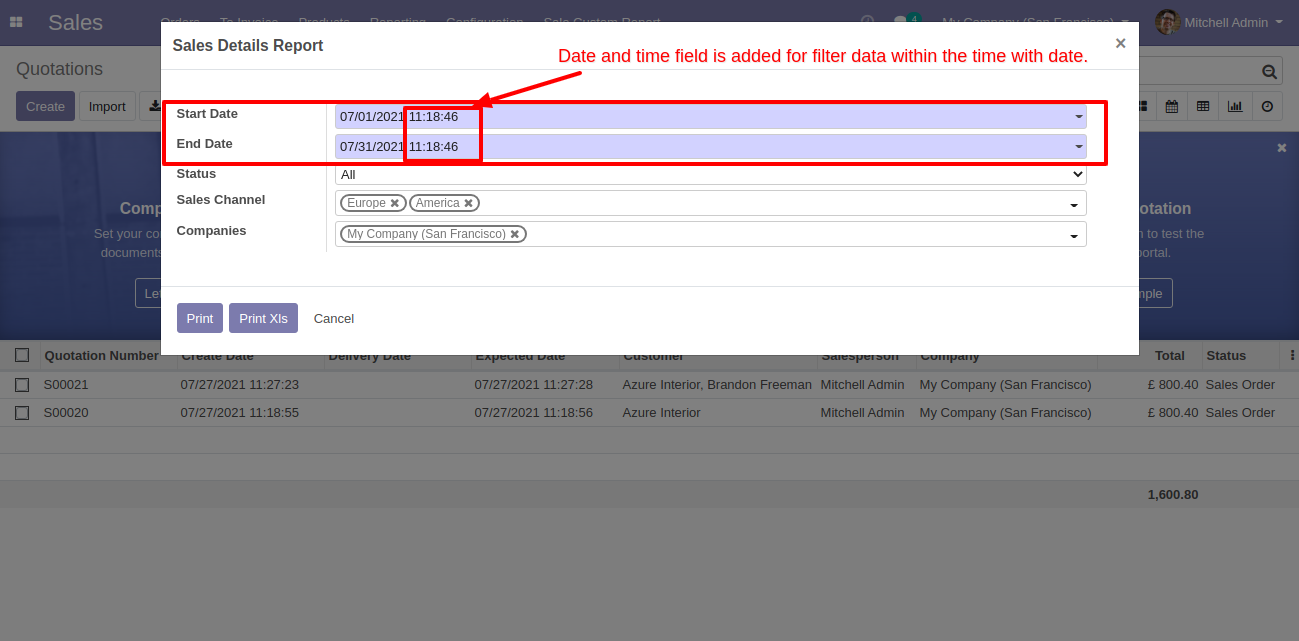 Sales Orders To Invoice Products Reporting Configuration Sale Custom Report 4 My Company (San Francisco) Mitchell Admin
Sales Details Report
×
Date and time field is added for filter data within the time with date.
Quotations
Create Import
Start Date 07/01/2021 11:18:46
End Date 07/31/2021 11:18:46
Status All
Sales Channel Europe ✖ America ✖
Companies My Company (San Francisco) ✖
Comp
otation
Set your co
n to test the
documents
ortal.
Let
mple
Print Print Xls Cancel
Quotation Number Create Date Delivery Date Expected Date Customer Salesperson Company Total Status
S00021 07/27/2021 11:27:23 07/27/2021 11:27:28 Azure Interior, Brandon Freeman Mitchell Admin My Company (San Francisco) £ 800.40 Sales Order
S00020 07/27/2021 11:18:55 07/27/2021 11:18:56 Azure Interior Mitchell Admin My Company (San Francisco) £ 800.40 Sales Order
1,600.80